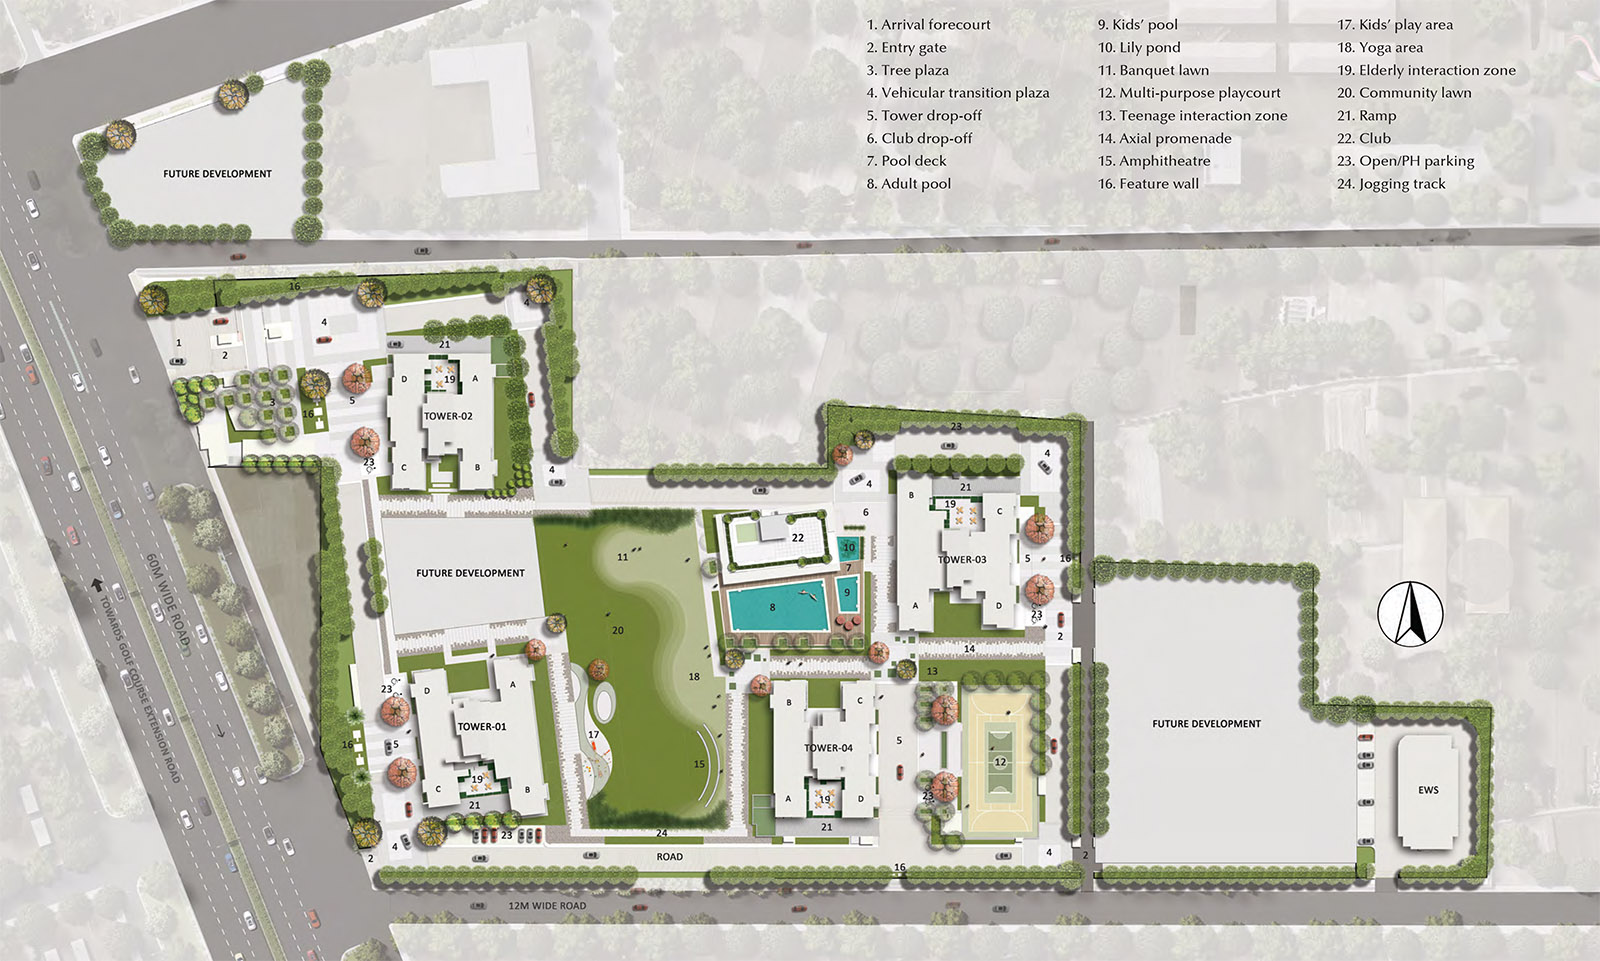 1. Arrival forecourt
2. Entry gate
3. Tree plaza
4. Vehicular transition plaza
5. Tower drop-off
6. Club drop-off
7. Pool deck
8. Adult pool
9. Kids' pool
10. Lily pond
11. Banquet lawn
12. Multi-purpose playcourt
13. Teenage interaction zone
14. Axial promenade
15. Amphitheatre
16. Feature wall
17. Kids' play area
18. Yoga area
19. Elderly interaction zone
20. Community lawn
21. Ramp
22. Club
23. Open/PH parking
24. Jogging track
FUTURE DEVELOPMENT
16
4
4
1
2
21
D
A
19
3
16
5
TOWER-02
23
C
B
4
23
4
4
21
B
19
C
6
22
10
7
TOWER-03
5
16
11
FUTURE DEVELOPMENT
9
8
A
D
23
2
20
14
13
18
60M WIDE ROAD
TOWARDS GOLF COURSE EXTENSION ROAD
23
D
A
TOWER-01
16
5
17
19
C
B
21
23
15
B
C
TOWER-04
5
12
A
19
D
23
21
24
FUTURE DEVELOPMENT
EWS
4
2
ROAD
16
4
2
12M WIDE ROAD